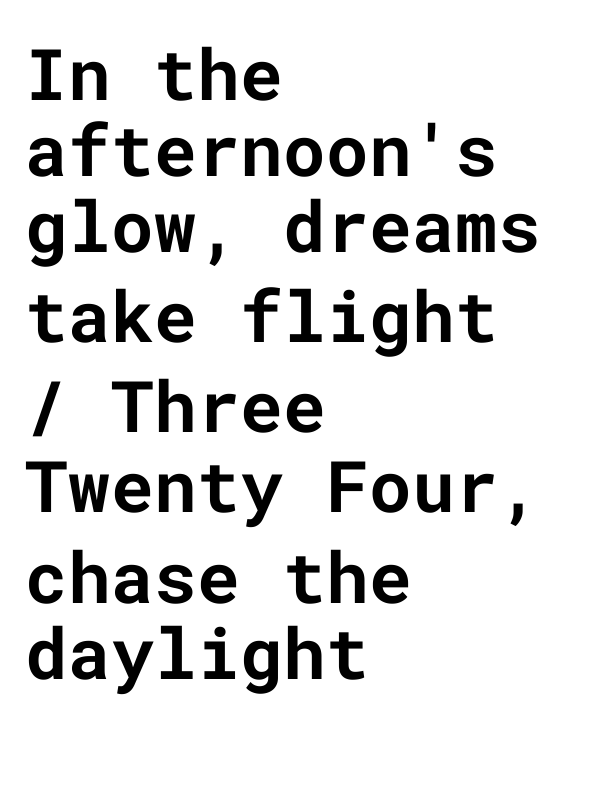 In the
afternoon's
glow, dreams
take flight
/ Three
Twenty Four,
chase the
daylight